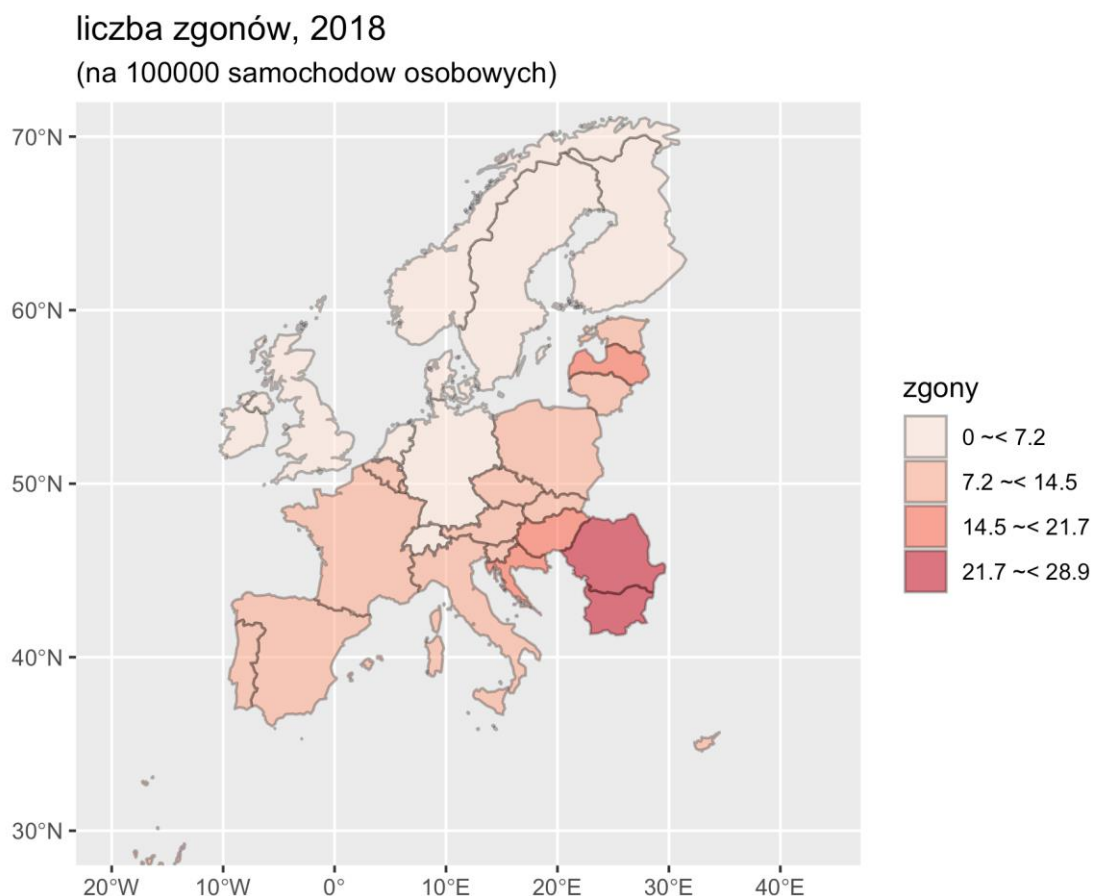 liczba zgonów, 2018
(na 100000 samochodow osobowych)
70°N
60°N
50°N
40°N
30°N
20°W 10°W 0° 10°E 20°E 30°E 40°E
zgony
0 ~< 7.2
7.2 ~< 14.5
14.5 ~< 21.7
21.7 ~< 28.9